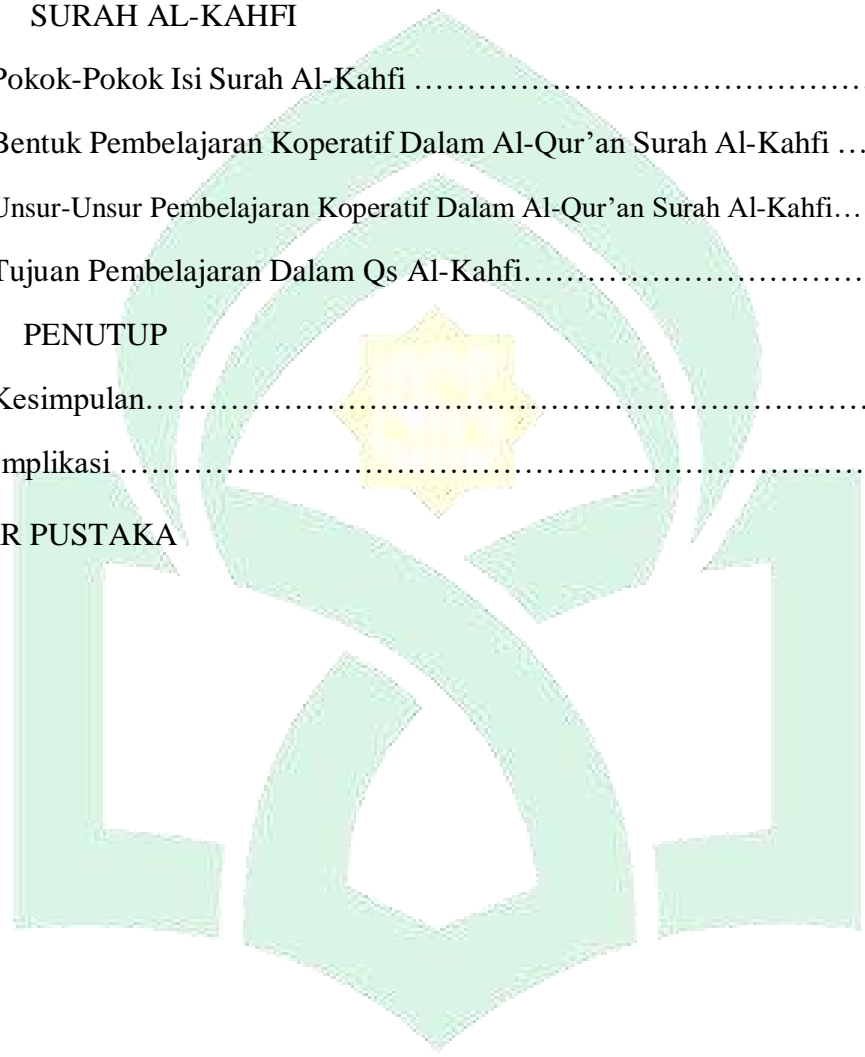 SURAH AL-KAHFI
Pokok-Pokok Isi Surah Al-Kahfi ……………………………………
Bentuk Pembelajaran Koperatif Dalam Al-Qur’an Surah Al-Kahfi …
Unsur-Unsur Pembelajaran Koperatif Dalam Al-Qur’an Surah Al-Kahfi…
Tujuan Pembelajaran Dalam Qs Al-Kahfi……………………………
PENUTUP
Kesimpulan……………………………………………………………
mplikasi ………………………………………………………………
R PUSTAKA